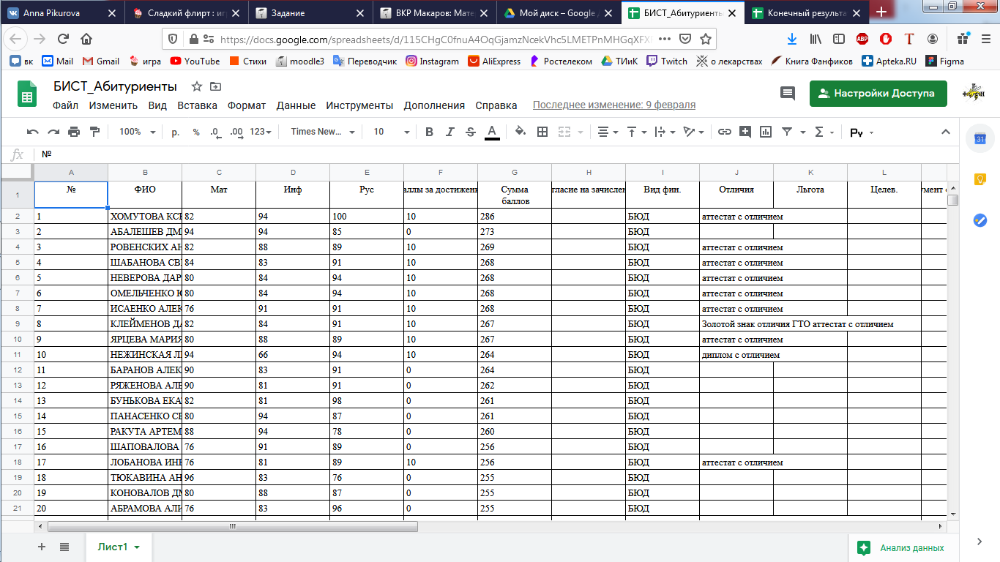 Anna Pikurova Сладкий флирт : иг Задание ВКР Макаров: Мате Мой диск – Google БИСТ_Абитуриенты Конечный результа
https://docs.google.com/spreadsheets/d/115CHgC0fnuA4OqGjamzNcekVhc5LMETPnMHGqXFX
вк Mail Gmail игра YouTube Стихи moodle3 Переводчик Instagram AliExpress Ростелеком ТИиК Twitch о лекарствах Книга Фанфиков Apteka.RU Figma
БИСТ_Абитуриенты
Файл Изменить Вид Вставка Формат Данные Инструменты Дополнения Справка Последнее изменение: 9 февраля
Настройки Доступа
100% р. % .0 .00 123 Times New... 10 B I S A Σ Ру
fx №
A B C D E F G H I J K L
1 № ФИО Мат Инф Рус аллы за достижен Сумма баллов гласие на зачислен Вид фин. Отличия Льгота Целев. умент
2 1 ХОМУТОВА КСЕ 82 94 100 10 286 БЮД аттестат с отличием
3 2 АБАЛЕШЕВ ДМ 94 94 85 0 273 БЮД
4 3 РОВЕНСКИХ АН 82 88 89 10 269 БЮД аттестат с отличием
5 4 ШАБАНОВА СВ 84 83 91 10 268 БЮД аттестат с отличием
6 5 НЕВЕРОВА ДАР 80 84 94 10 268 БЮД аттестат с отличием
7 6 ОМЕЛЬЧЕНКО Ю 80 84 94 10 268 БЮД аттестат с отличием
8 7 ИСАЕНКО АЛЕК 76 91 91 10 268 БЮД аттестат с отличием
9 8 КЛЕЙМЕНОВ ДА 82 84 91 10 267 БЮД Золотой знак отличия ГТО аттестат с отличием
10 9 ЯРЦЕВА МАРИЯ 80 88 89 10 267 БЮД аттестат с отличием
11 10 НЕЖИНСКАЯ Л 94 66 94 10 264 БЮД диплом с отличием
12 11 БАРАНОВ АЛЕК 90 83 91 0 264 БЮД
13 12 РЯЖЕНОВА АЛЕ 90 81 91 0 262 БЮД
14 13 БУНЬКОВА ЕКА 82 81 98 0 261 БЮД
15 14 ПАНАСЕНКО СЕ 80 94 87 0 261 БЮД
16 15 РАКУТА АРТЕМ 88 94 78 0 260 БЮД
17 16 ШАПОВАЛОВА 76 91 89 0 256 БЮД
18 17 ЛОБАНОВА ИН 76 81 89 10 256 БЮД аттестат с отличием
19 18 ТЮКАВИНА АН 96 83 76 0 255 БЮД
20 19 КОНОВАЛОВ ДМ 80 88 87 0 255 БЮД
21 20 АБРАМОВА АЛИ 76 83 96 0 255 БЮД
Лист1 Анализ данных